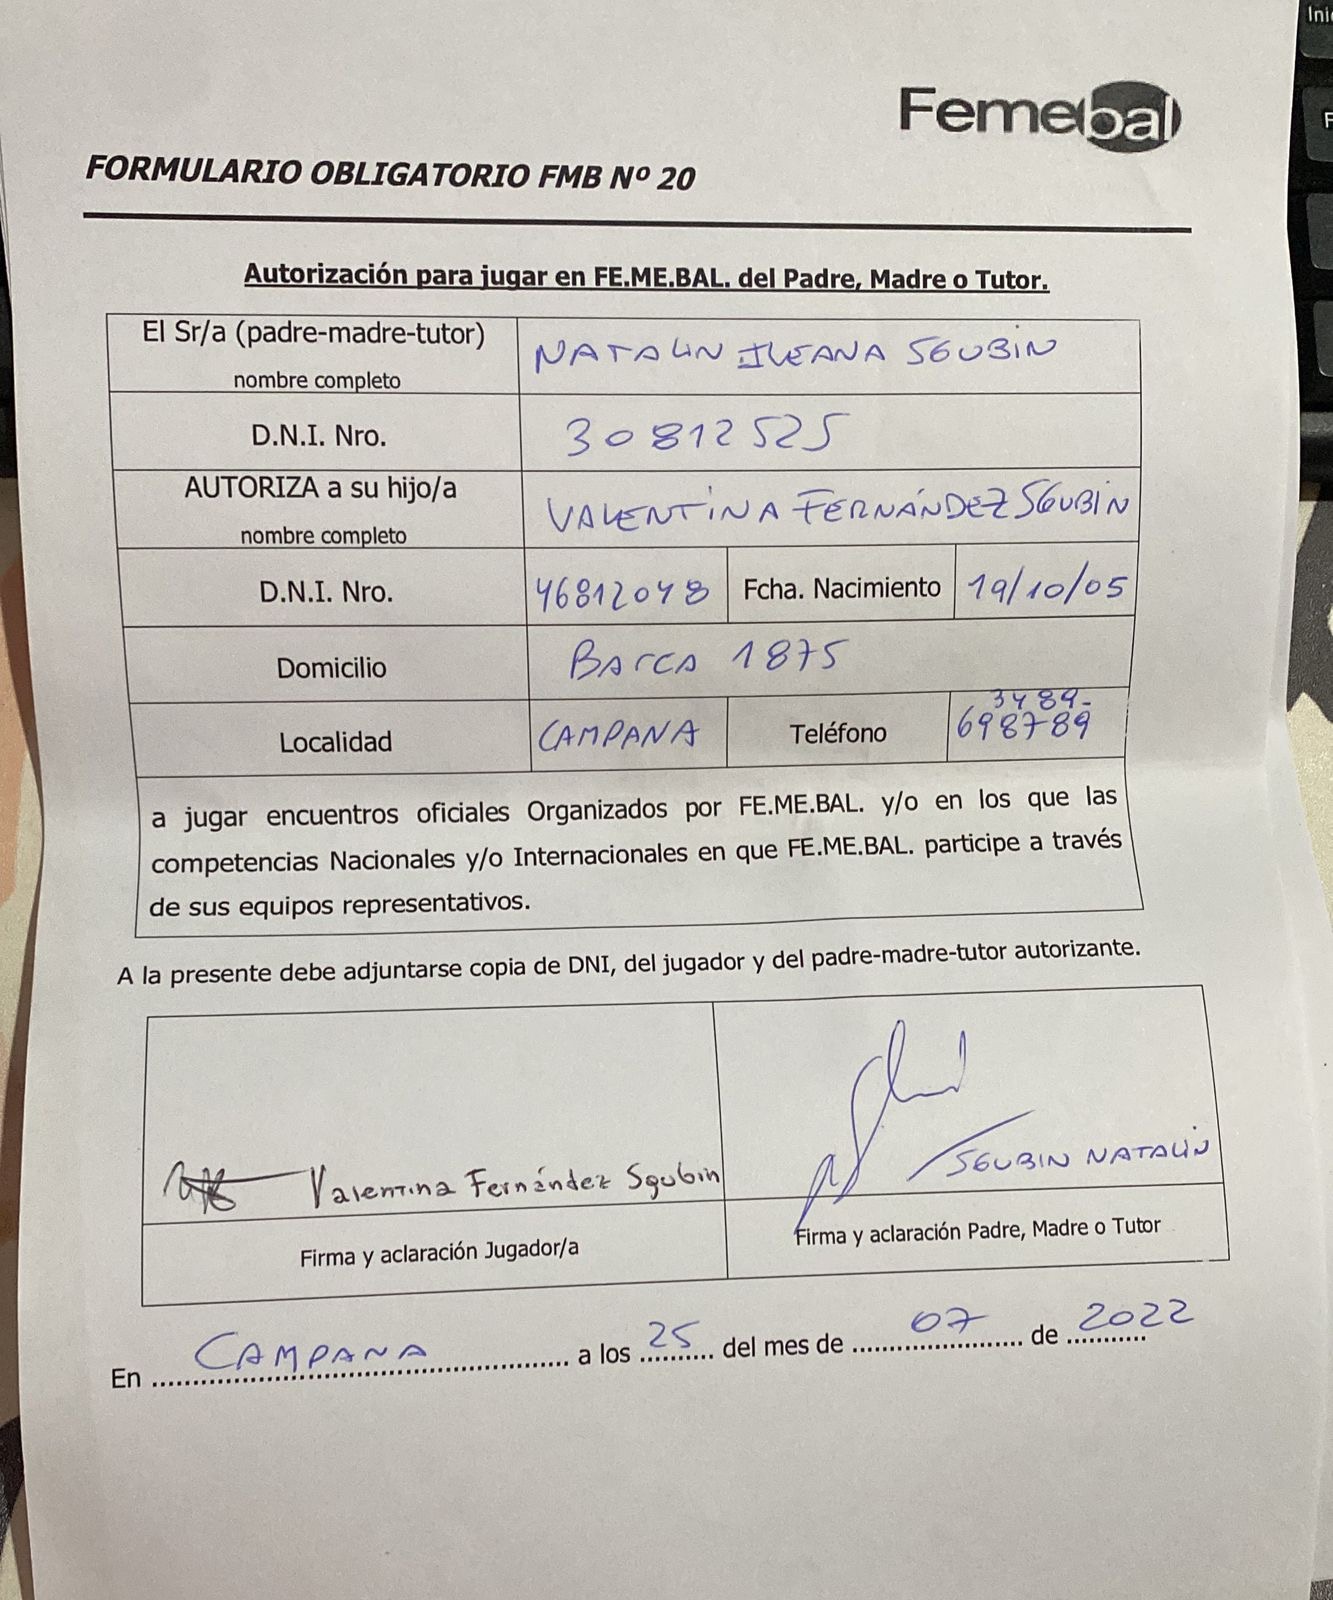 Ini
F
Femebal
FORMULARIO OBLIGATORIO FMB Nº 20
Autorización para jugar en FE.ME.BAL. del Padre, Madre o Tutor.
El Sr/a (padre-madre-tutor)
nombre completo
NATALIN ILEANA SGUBIN
D.N.I. Nro.
30812525
AUTORIZA a su hijo/a
nombre completo
VALENTINA FERNÁNDEZ SGUBIN
D.N.I. Nro.
46812048
Fcha. Nacimiento
19/10/05
Domicilio
BARCA 1875
Localidad
CAMPANA
Teléfono
3489-
698789
a jugar encuentros oficiales Organizados por FE.ME.BAL. y/o en los que las
competencias Nacionales y/o Internacionales en que FE.ME.BAL. participe a través
de sus equipos representativos.
A la presente debe adjuntarse copia de DNI, del jugador y del padre-madre-tutor autorizante.
Valentina Fernández Sgubin
SGUBIN NATALIN
Firma y aclaración Jugador/a
Firma y aclaración Padre, Madre o Tutor
En CAMPANA a los 25 del mes de 07 de 2022